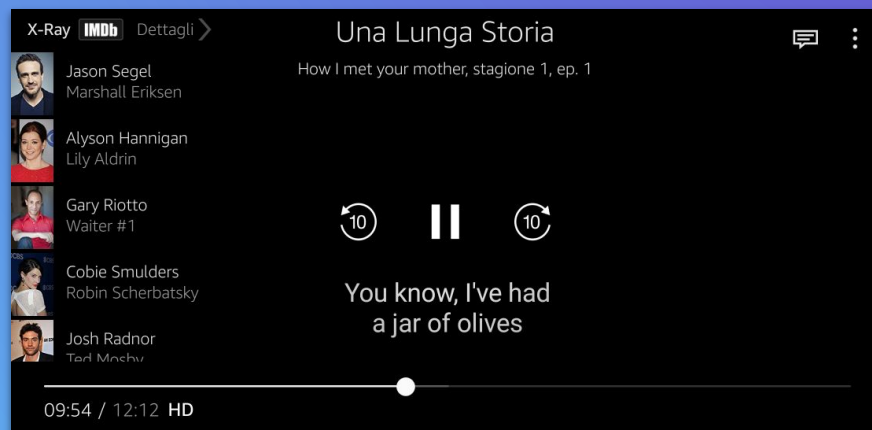 X-Ray IMDb Dettagli
Una Lunga Storia
How I met your mother, stagione 1, ep. 1
Jason Segel
Marshall Eriksen
Alyson Hannigan
Lily Aldrin
Gary Riotto
Waiter #1
Cobie Smulders
Robin Scherbatsky
Josh Radnor
Ted Mosby
10
10
You know, I've had
a jar of olives
09:54 / 12:12 HD